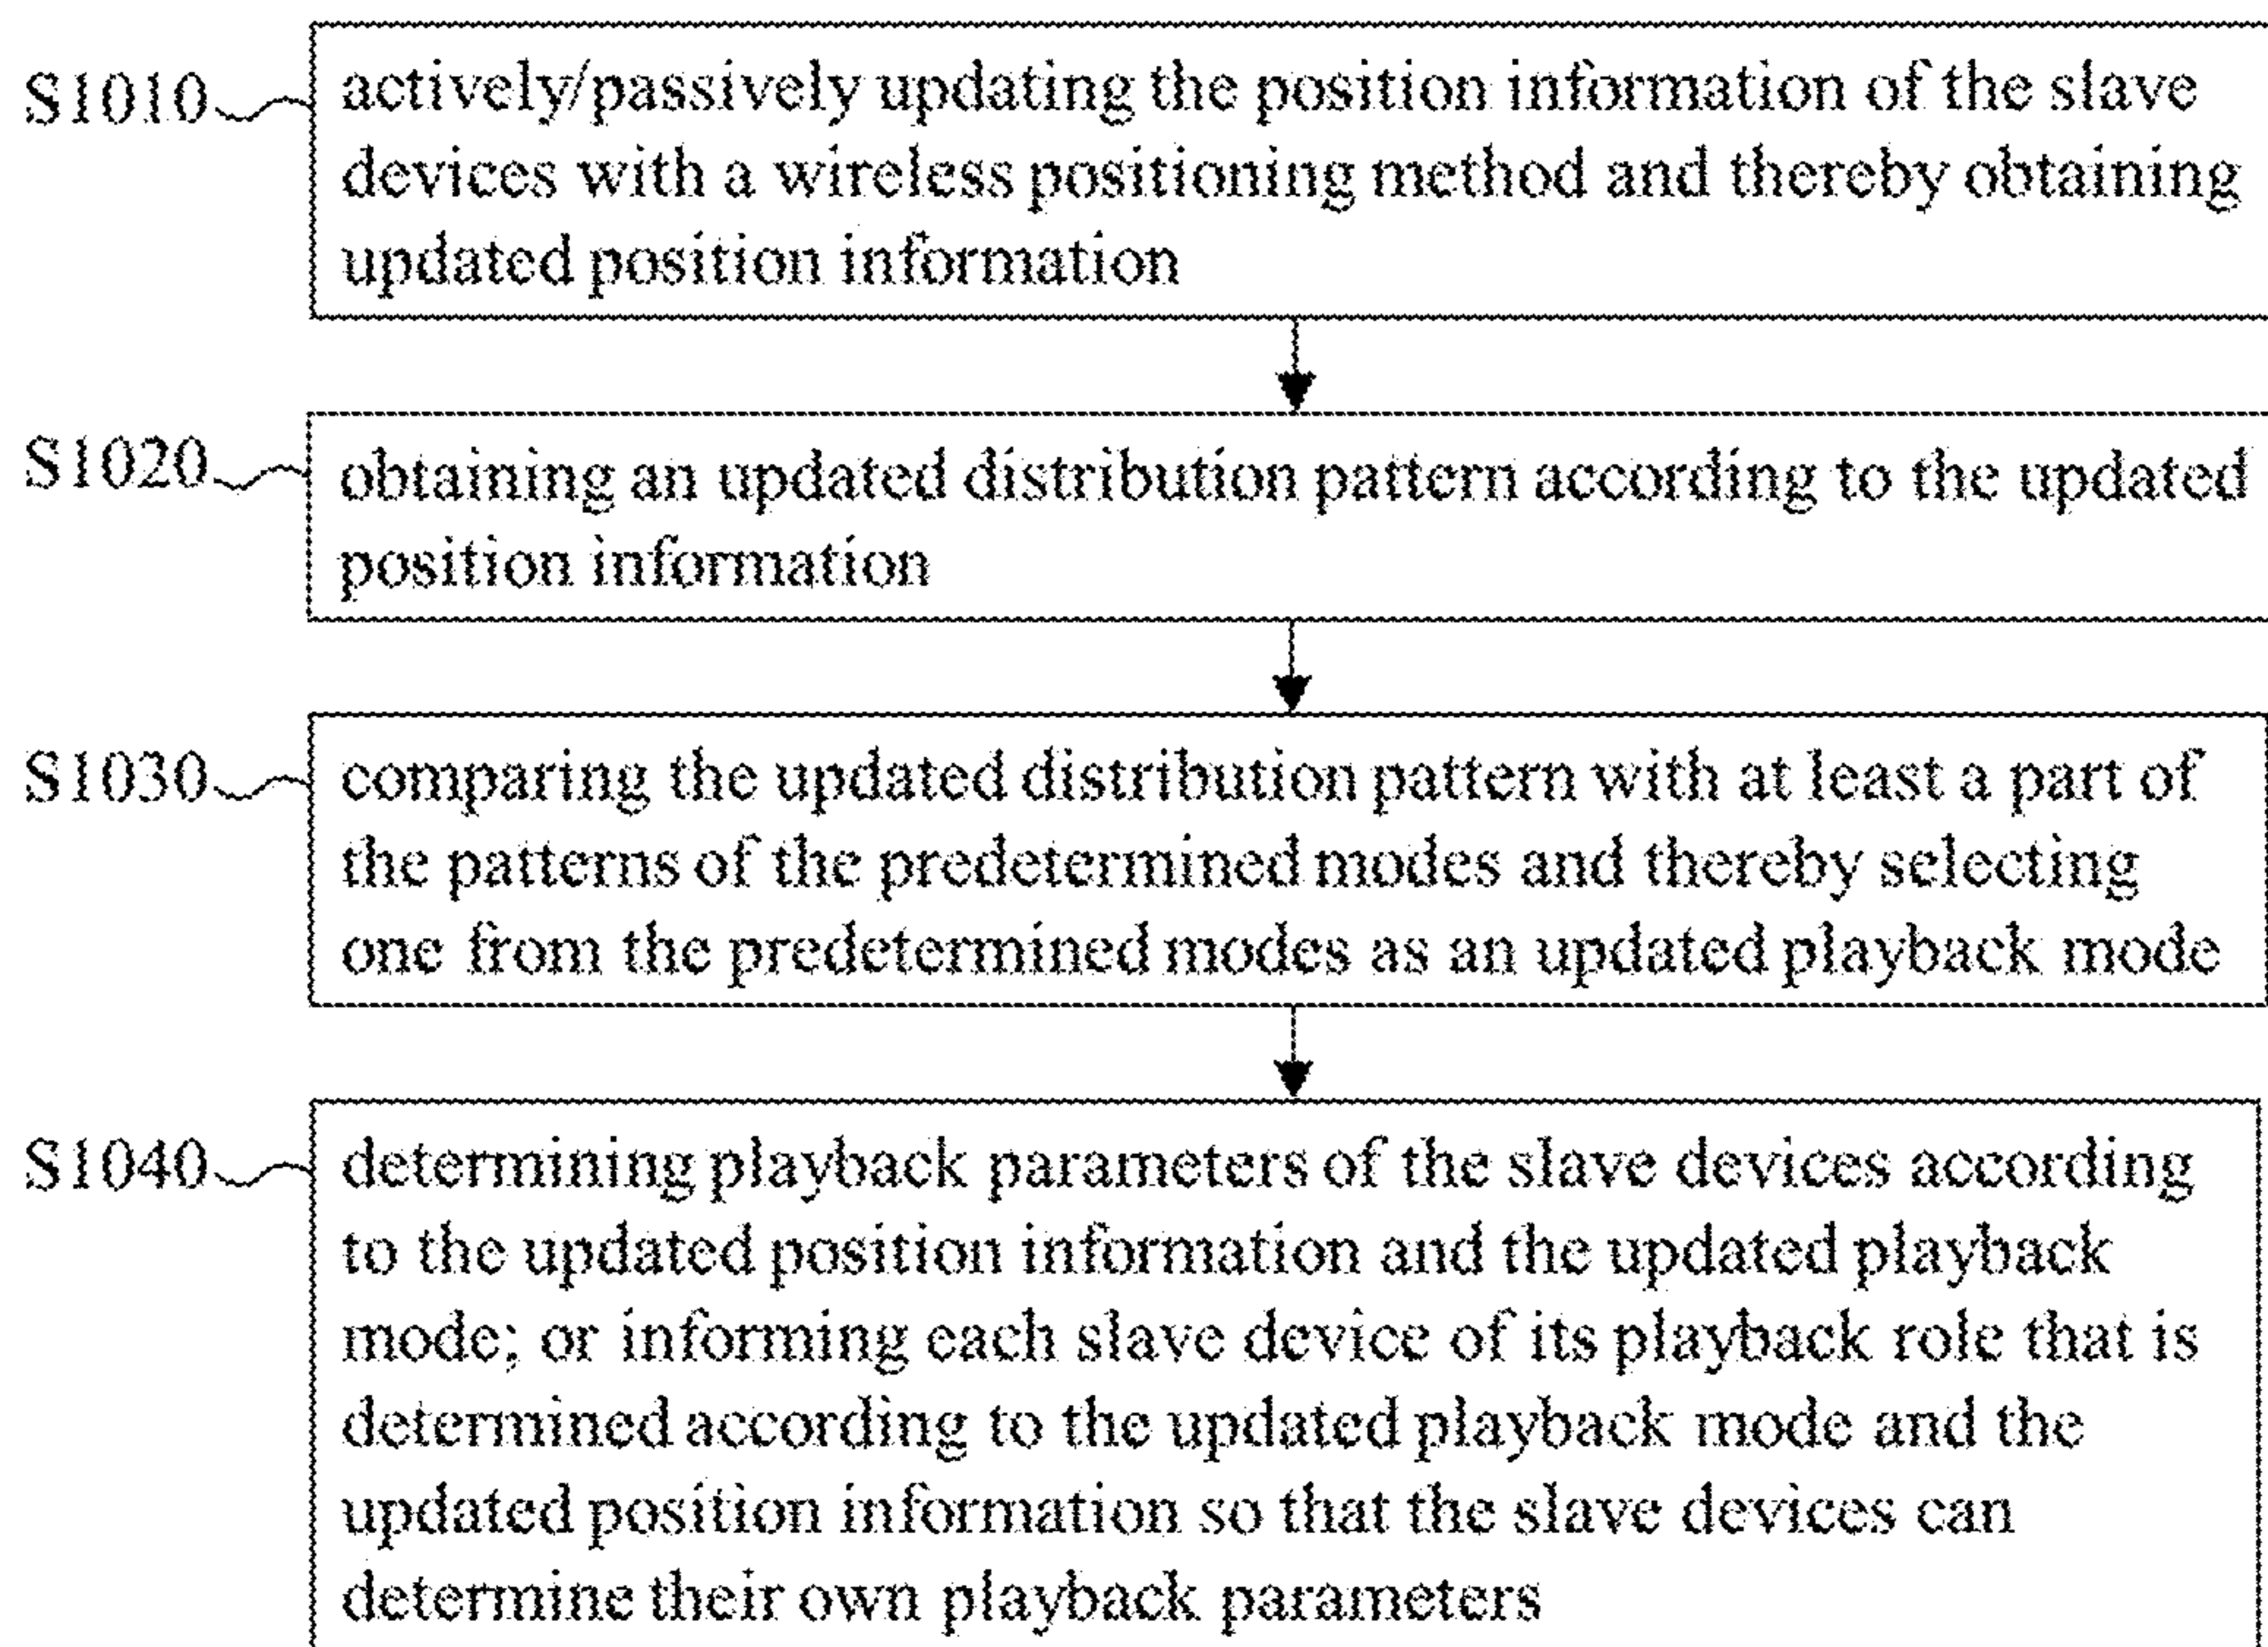 S1010
actively/passively updating the position information of the slave
devices with a wireless positioning method and thereby obtaining
updated position information
S1020
obtaining an updated distribution pattern according to the updated
position information
S1030
comparing the updated distribution pattern with at least a part of
the patterns of the predetermined modes and thereby selecting
one from the predetermined modes as an updated playback mode
S1040
determining playback parameters of the slave devices according
to the updated position information and the updated playback
mode; or informing each slave device of its playback role that is
determined according to the updated playback mode and the
updated position information so that the slave devices can
determine their own playback parameters